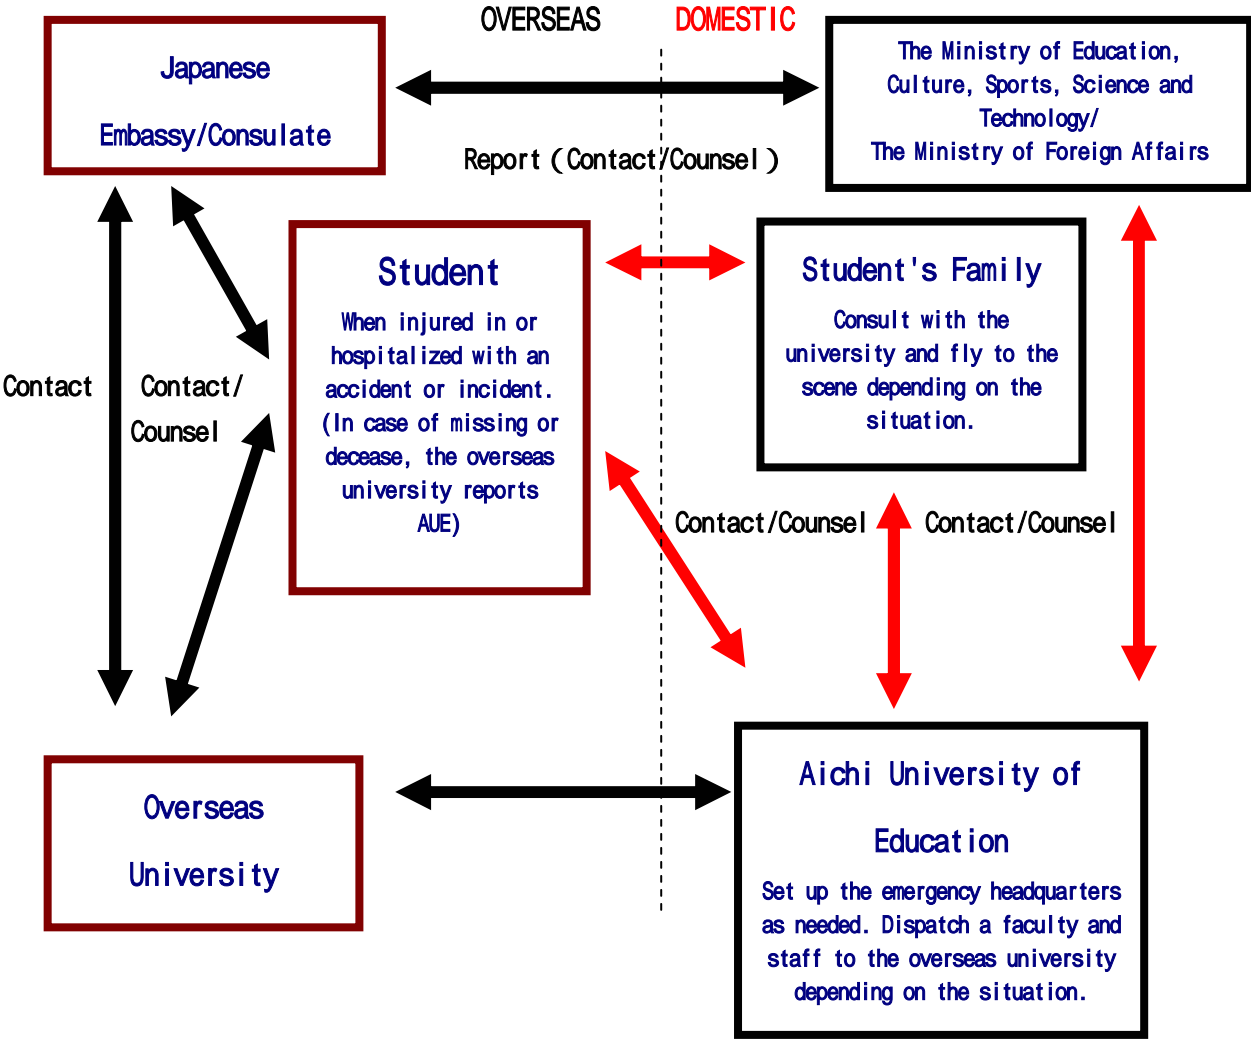 OVERSEAS
DOMESTIC
Japanese
Embassy/Consulate
The Ministry of Education,
Culture, Sports, Science and
Technology/
The Ministry of Foreign Affairs
Report (Contact/Counsel)
Student
When injured in or
hospitalized with an
accident or incident.
(In case of missing or
decease, the overseas
university reports
AUE)
Student's Family
Consult with the
university and fly to the
scene depending on the
situation.
Contact
Contact/
Counsel
Contact/Counsel
Contact/Counsel
Overseas
University
Aichi University of
Education
Set up the emergency headquarters
as needed. Dispatch a faculty and
staff to the overseas university
depending on the situation.